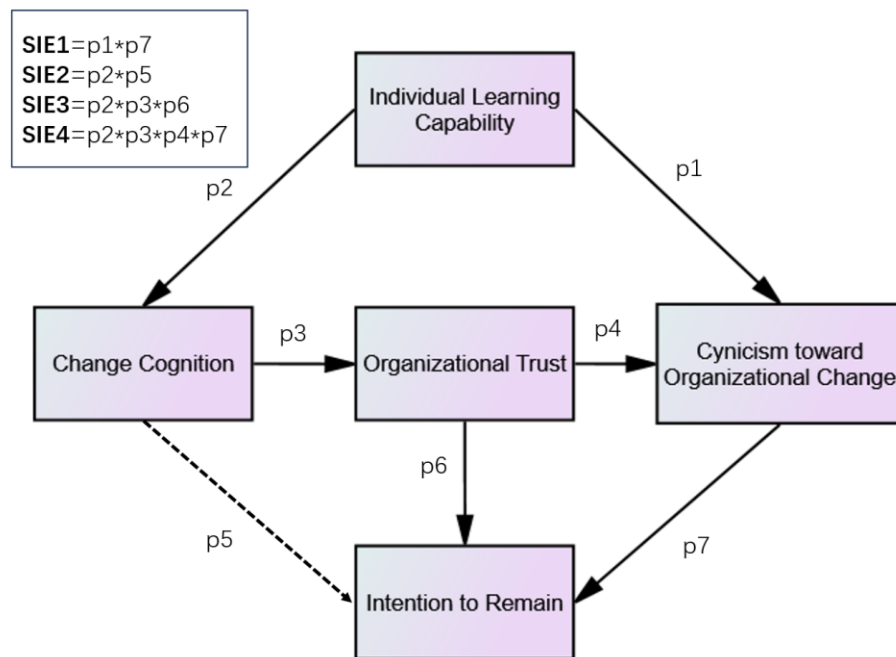 SIE1=p1*p7
SIE2=p2*p5
SIE3=p2*p3*p6
SIE4=p2*p3*p4*p7
Individual Learning
Capability
p2
p1
Change Cognition
p3
Organizational Trust
p4
Cynicism toward
Organizational Change
p5
p6
p7
Intention to Remain